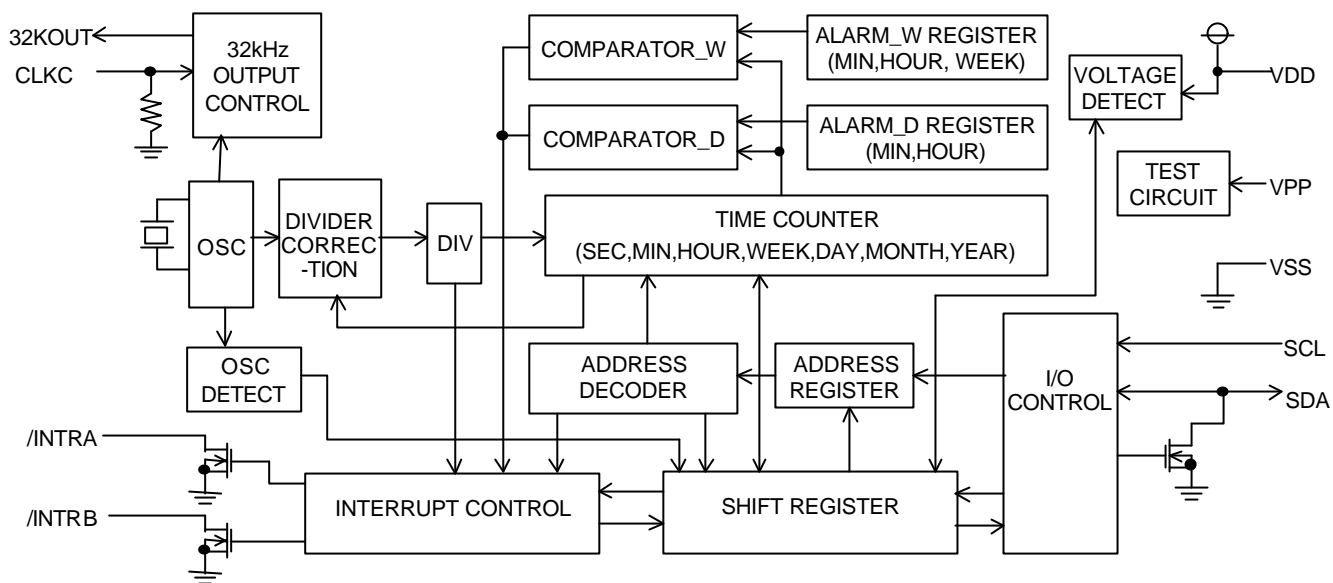 32KOUT
CLKC
32kHz
OUTPUT
CONTROL
COMPARATOR_W
ALARM_W REGISTER
(MIN,HOUR, WEEK)
VOLTAGE
DETECT
VDD
COMPARATOR_D
ALARM_D REGISTER
(MIN,HOUR)
TEST
CIRCUIT
VPP
OSC
DIVIDER
CORREC
-TION
DIV
TIME COUNTER
(SEC,MIN,HOUR,WEEK,DAY,MONTH,YEAR)
VSS
OSC
DETECT
ADDRESS
DECODER
ADDRESS
REGISTER
I/O
CONTROL
SCL
SDA
/INTRA
/INTRB
INTERRUPT CONTROL
SHIFT REGISTER